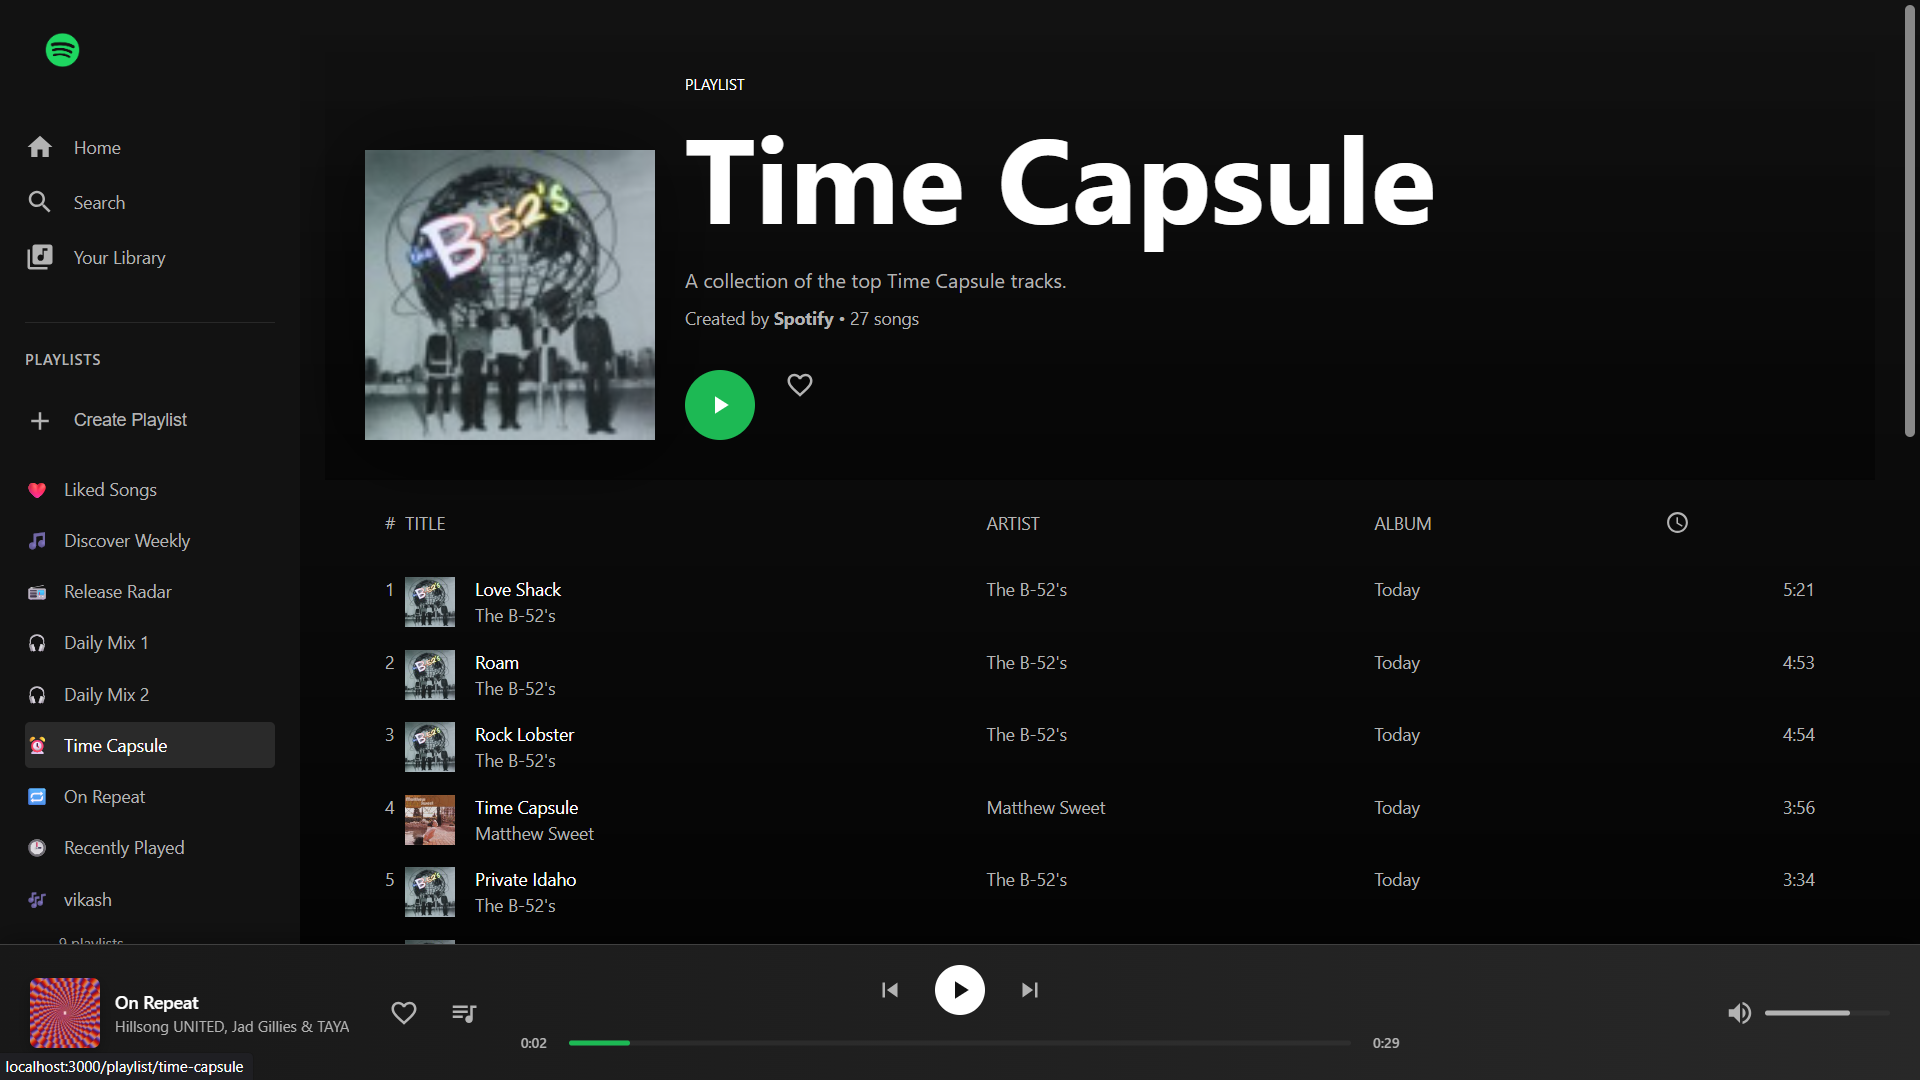 Home
Search
Your Library
PLAYLISTS
Create Playlist
Liked Songs
Discover Weekly
Release Radar
Daily Mix 1
Daily Mix 2
Time Capsule
On Repeat
Recently Played
vikash
9 playlists
PLAYLIST
the B-52's
Time Capsule
A collection of the top Time Capsule tracks.
Created by Spotify • 27 songs
# TITLE ARTIST ALBUM
1 Love Shack The B-52's Today 5:21
The B-52's
2 Roam The B-52's Today 4:53
The B-52's
3 Rock Lobster The B-52's Today 4:54
The B-52's
4 Time Capsule Matthew Sweet Today 3:56
Matthew Sweet
5 Private Idaho The B-52's Today 3:34
The B-52's
On Repeat
Hillsong UNITED, Jad Gillies & TAYA
0:02 0:29
localhost:3000/playlist/time-capsule